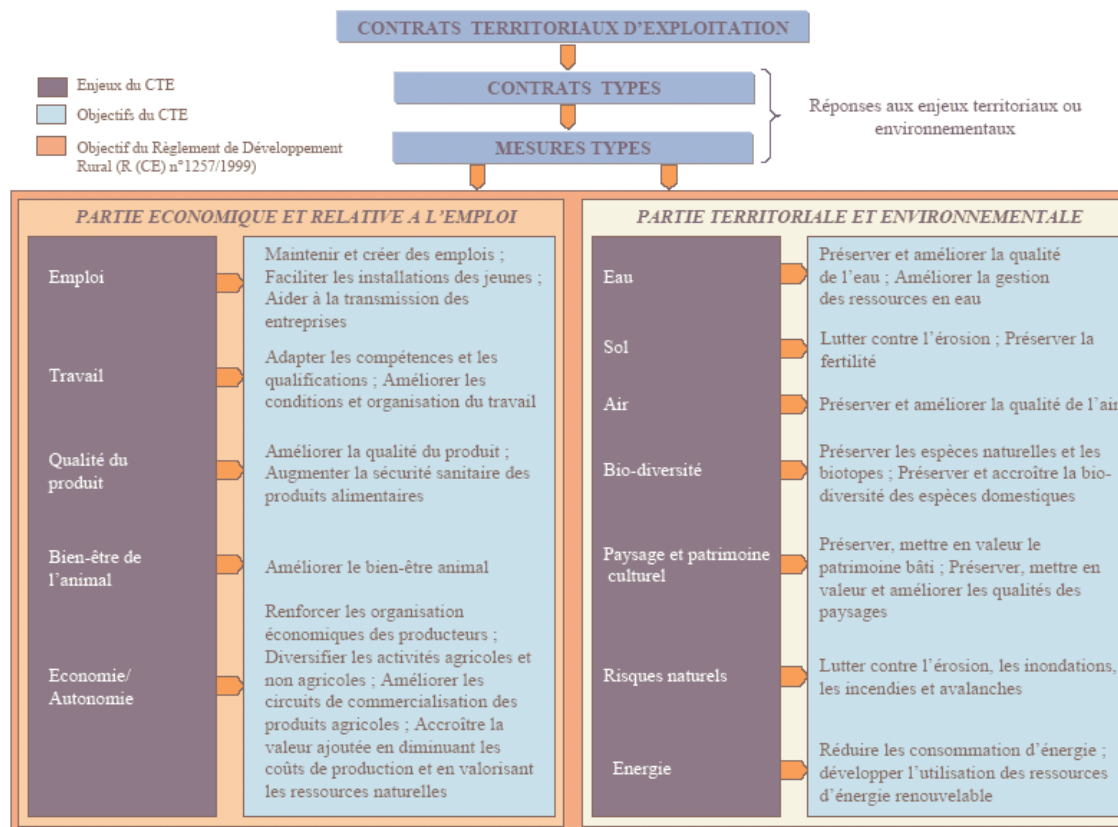 CONTRATS TERRITORIAUX D'EXPLOITATION
CONTRATS TYPES
MESURES TYPES
Enjeux du CTE
Objectifs du CTE
Objectif du Règlement de Développement
Rural (R (CE) n°1257/1999)
Réponses aux enjeux territoriaux ou
environnementaux
PARTIE ECONOMIQUE ET RELATIVE A L'EMPLOI
Emploi
Maintenir et créer des emplois ;
Faciliter les installations des jeunes ;
Aider à la transmission des
entreprises
Travail
Adapter les compétences et les
qualifications ; Améliorer les
conditions et organisation du travail
Qualité du
produit
Améliorer la qualité du produit ;
Augmenter la sécurité sanitaire des
produits alimentaires
Bien-être de
l'animal
Améliorer le bien-être animal
Economie/
Autonomie
Renforcer les organisation
économiques des producteurs ;
Diversifier les activités agricoles et
non agricoles ; Améliorer les
circuits de commercialisation des
produits agricoles ; Accroître la
valeur ajoutée en diminuant les
coûts de production et en valorisant
les ressources naturelles
PARTIE TERRITORIALE ET ENVIRONNEMENTALE
Eau
Préserver et améliorer la qualité
de l'eau ; Améliorer la gestion
des ressources en eau
Sol
Lutter contre l'érosion ; Préserver la
fertilité
Air
Préserver et améliorer la qualité de l'air
Bio-diversité
Préserver les espèces naturelles et les
biotopes ; Préserver et accroître la bio-
diversité des espèces domestiques
Paysage et patrimoine
culturel
Préserver, mettre en valeur le
patrimoine bâti ; Préserver, mettre en
valeur et améliorer les qualités des
paysages
Risques naturels
Lutter contre l'érosion, les inondations,
les incendies et avalanches
Energie
Réduire les consommation d'énergie ;
développer l'utilisation des ressources
d'énergie renouvelable